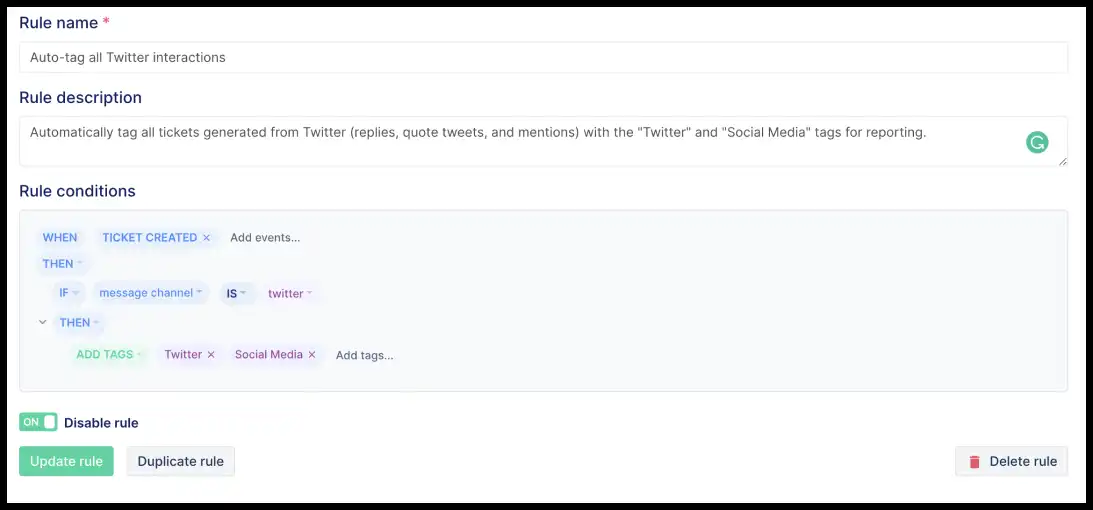 Rule name *
Auto-tag all Twitter interactions
Rule description
Automatically tag all tickets generated from Twitter (replies, quote tweets, and mentions) with the "Twitter" and "Social Media" tags for reporting.
Rule conditions
WHEN TICKET CREATED × Add events...
THEN
IF message channel IS twitter
THEN
ADD TAGS Twitter × Social Media × Add tags...
ON Disable rule
Update rule Duplicate rule Delete rule